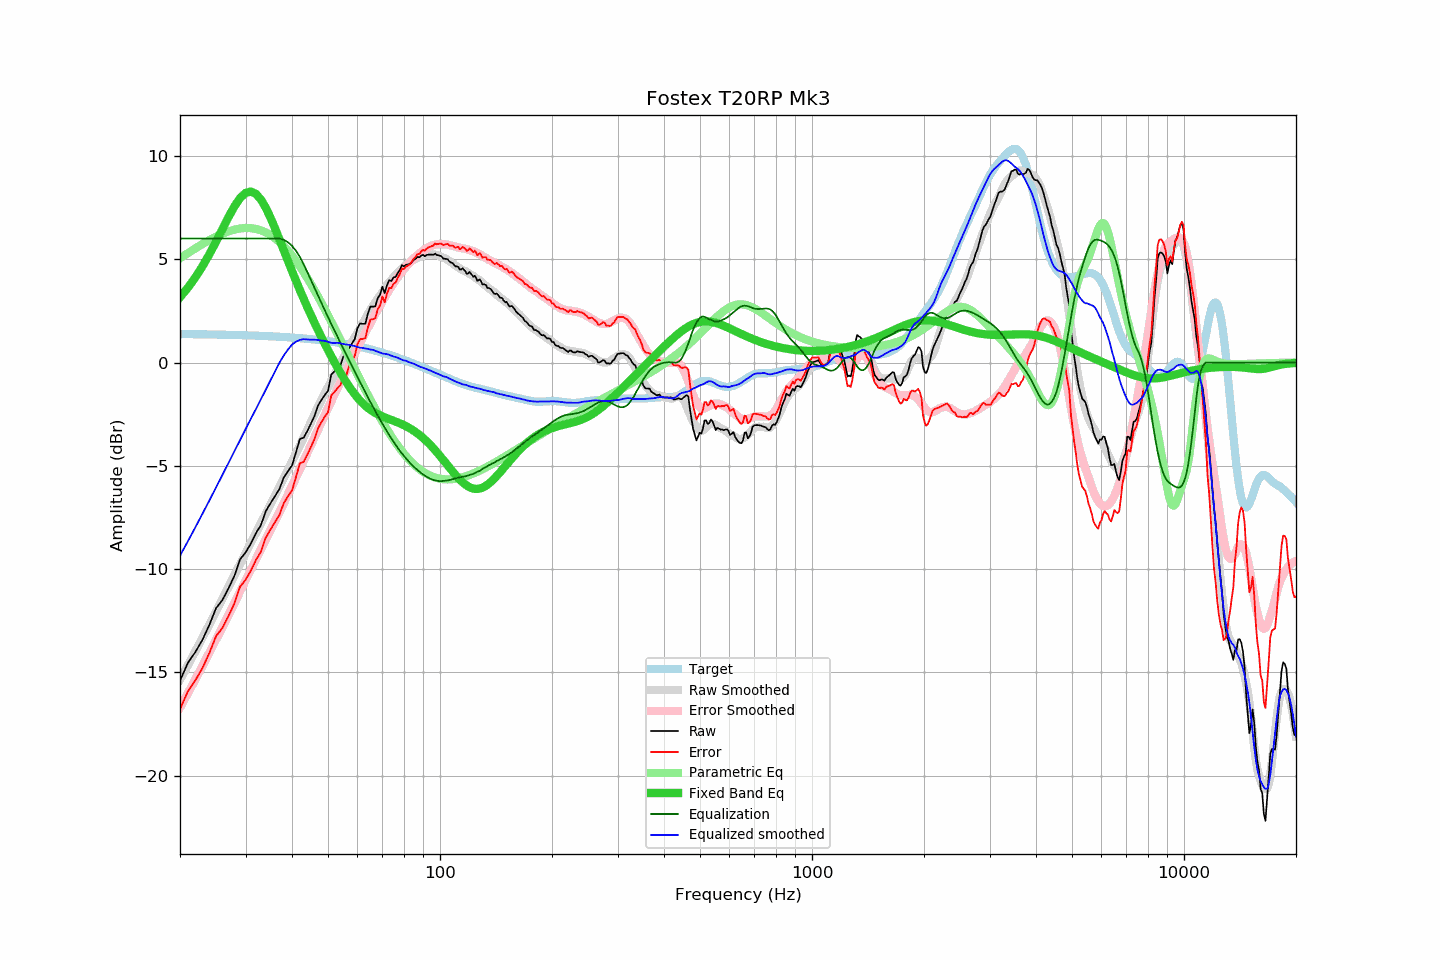 Fostex T20RP Mk3
10
5
0
−5
−10
−15
−20
Amplitude (dBr)
Target
Raw Smoothed
Error Smoothed
Raw
Error
Parametric Eq
Fixed Band Eq
Equalization
Equalized smoothed
100
1000
10000
Frequency (Hz)